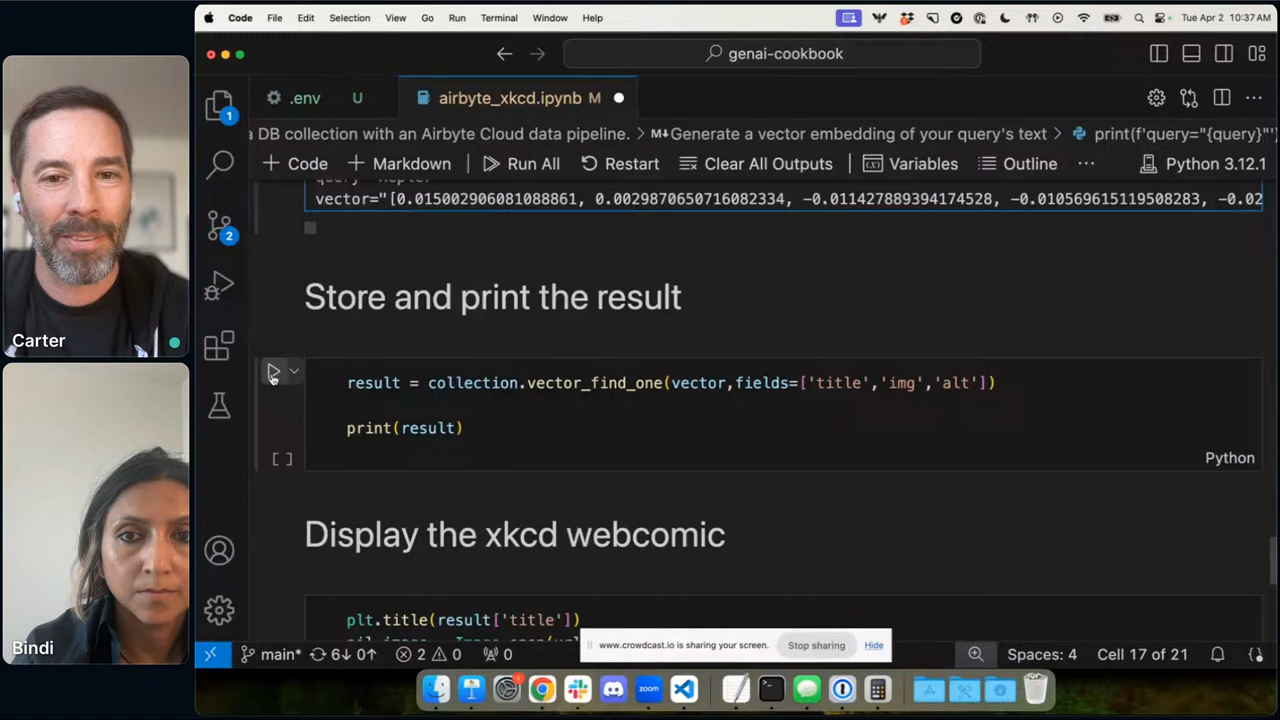 Code File Edit Selection View Go Run Terminal Window Help Tue Apr 2 10:37 AM
genai-cookbook
.env U airbyte_xkcd.ipynb M
a DB collection with an Airbyte Cloud data pipeline. > M Generate a vector embedding of your query's text > print(f'query="{query}"'
+ Code + Markdown Run All Restart Clear All Outputs Variables Outline ... Python 3.12.1
vector="[0.015002906081088861, 0.0029870650716082334, -0.011427889394174528, -0.010569615119508283, -0.02
Store and print the result
result = collection.vector_find_one(vector,fields=['title','img','alt'])
print(result)
[ ]
Python
Display the xkcd webcomic
plt.title(result['title'])
www.crowdcast.io is sharing your screen. Stop sharing Hide
main* 6↓ 0↑ 2 0 0 Spaces: 4 Cell 17 of 21
Carter
Bindi
1
2
zoom